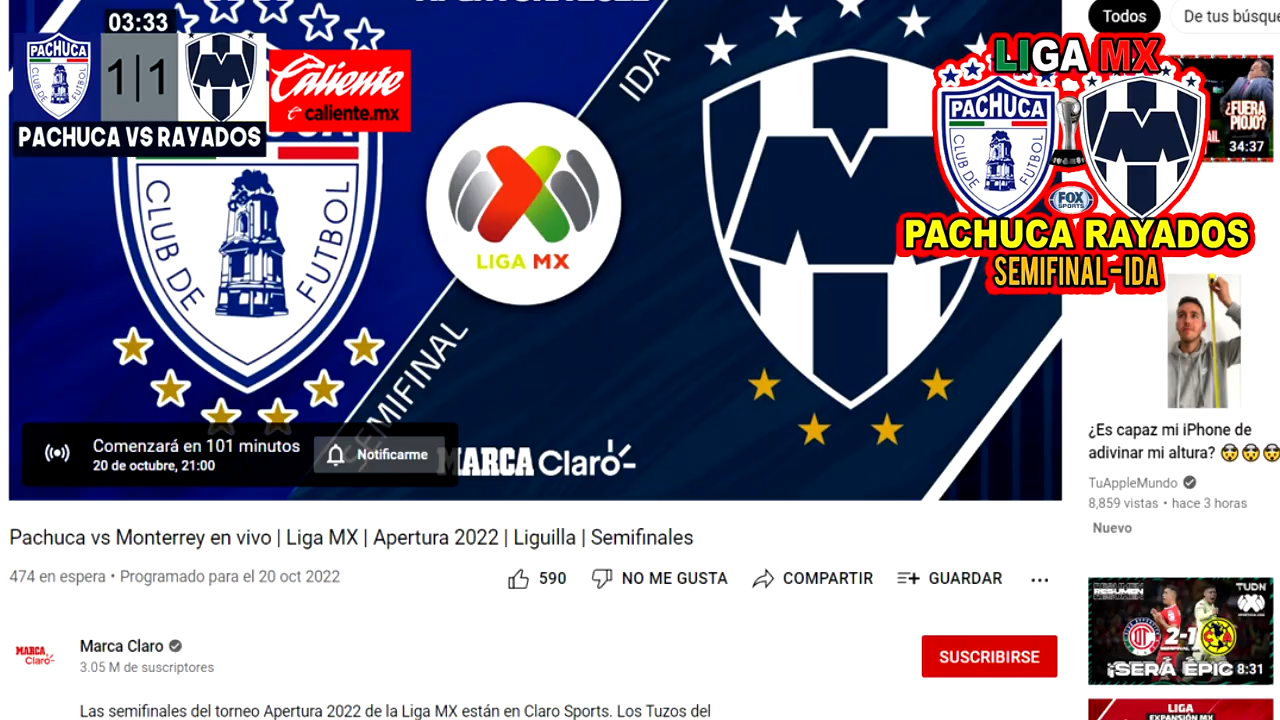 03:33
PACHUCA
CLUB DE FUTBOL
1|1
Caliente
caliente.mx
PACHUCA VS RAYADOS
IDA
CLUB DE FUTBOL
LIGA MX
SEMIFINAL
Comenzará en 101 minutos
20 de octubre, 21:00
Notificarme
MARCA Claro
Todos
De tus búsque
LIGA MX
PACHUCA
CLUB DE FUTBOL
FOX
SPORTS
PACHUCA RAYADOS
SEMIFINAL-IDA
¿FUERA
PIOJO?
34:37
¿Es capaz mi iPhone de
adivinar mi altura? 😲😲😲
TuAppleMundo
8,859 vistas • hace 3 horas
Nuevo
Pachuca vs Monterrey en vivo | Liga MX | Apertura 2022 | Liguilla | Semifinales
474 en espera • Programado para el 20 oct 2022
590
NO ME GUSTA
COMPARTIR
GUARDAR
...
MARCA
Claro
Marca Claro
3.05 M de suscriptores
SUSCRIBIRSE
Las semifinales del torneo Apertura 2022 de la Liga MX están en Claro Sports. Los Tuzos del
RESUMEN
TUDN
2-1
¡SERÁ ÉPIC
8:31
LIGA
EXPANSIÓN MX